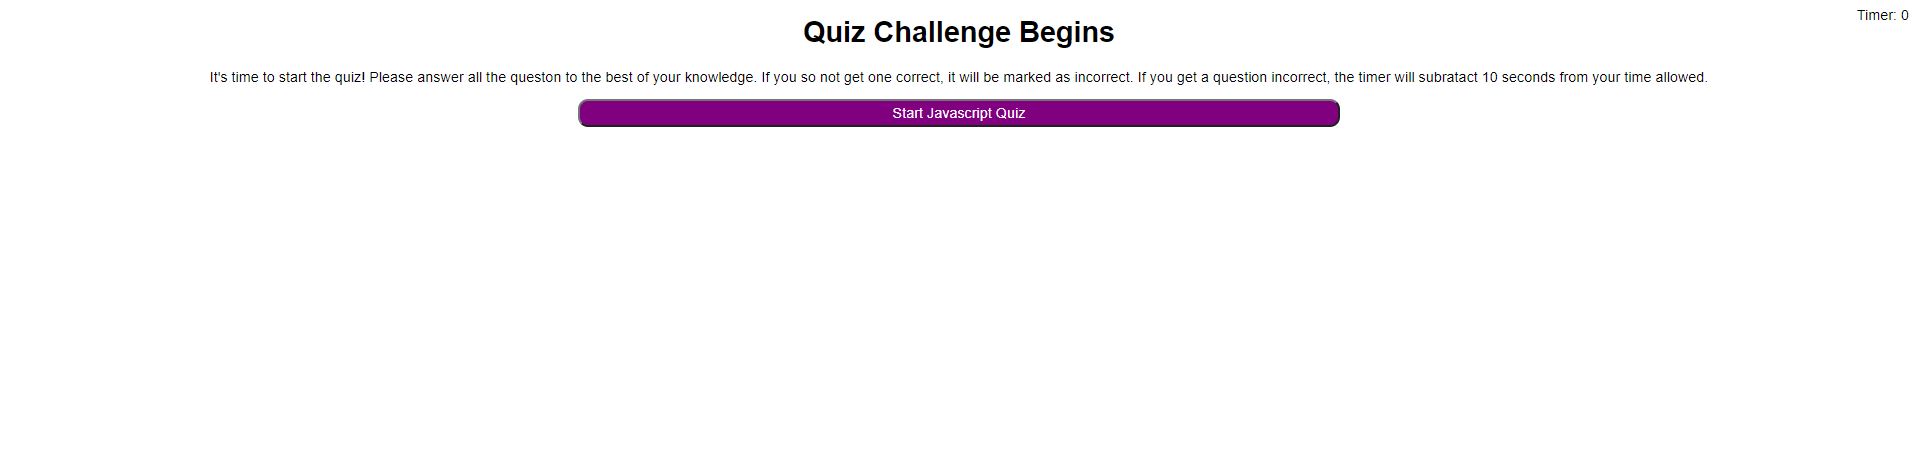 Timer: 0
Quiz Challenge Begins
It's time to start the quiz! Please answer all the queston to the best of your knowledge. If you so not get one correct, it will be marked as incorrect. If you get a question incorrect, the timer will subratact 10 seconds from your time allowed.
Start Javascript Quiz